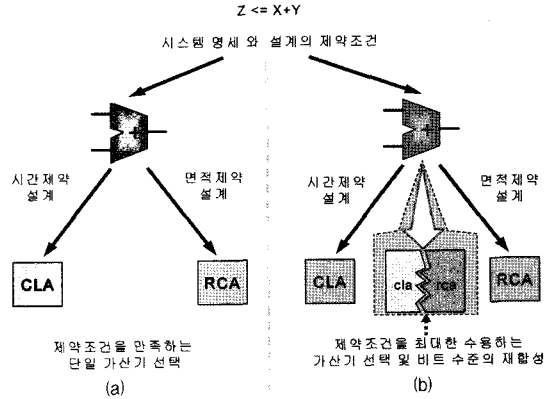 Z <= X+Y
시스템 명세 와 설계의 제약조건
시간제약
설계
면적제약
설계
CLA
RCA
제약조건을 만족하는
단일 가산기 선택
(a)
시간제약
설계
면적제약
설계
CLA
cla
rca
RCA
제약조건을 최대한 수용하는
가산기 선택 및 비트 수준의 재합성
(b)